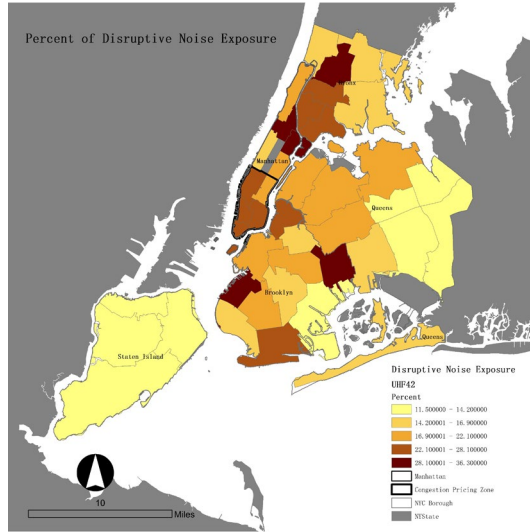 Percent of Disruptive Noise Exposure
Bronx
Manhattan
Queens
Brooklyn
Staten Island
Queens
Disruptive Noise Exposure
UHF42
Percent
11.500000 - 14.200000
14.200001 - 16.900000
16.900001 - 22.100000
22.100001 - 28.100000
28.100001 - 36.300000
Manhattan
Congestion Pricing Zone
NYC Borough
NYState
10
Miles